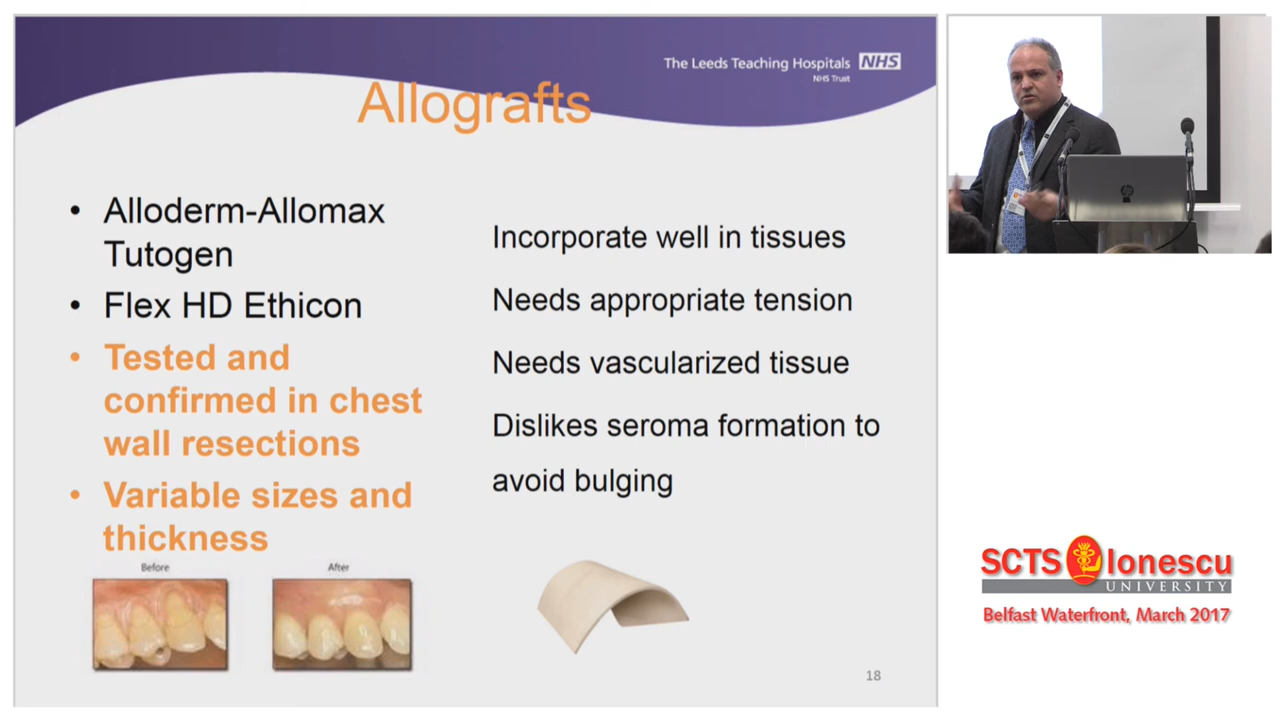 The Leeds Teaching Hospitals NHS
NHS Trust
Allografts
• Alloderm-Allomax
Tutogen
• Flex HD Ethicon
• Tested and
confirmed in chest
wall resections
• Variable sizes and
thickness
Incorporate well in tissues
Needs appropriate tension
Needs vascularized tissue
Dislikes seroma formation to
avoid bulging
Before
After
18
hp
SCTS Ionescu
UNIVERSITY
Belfast Waterfront, March 2017